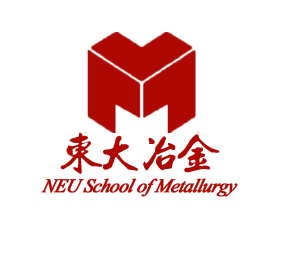 東大冶金
NEU School of Metallurgy